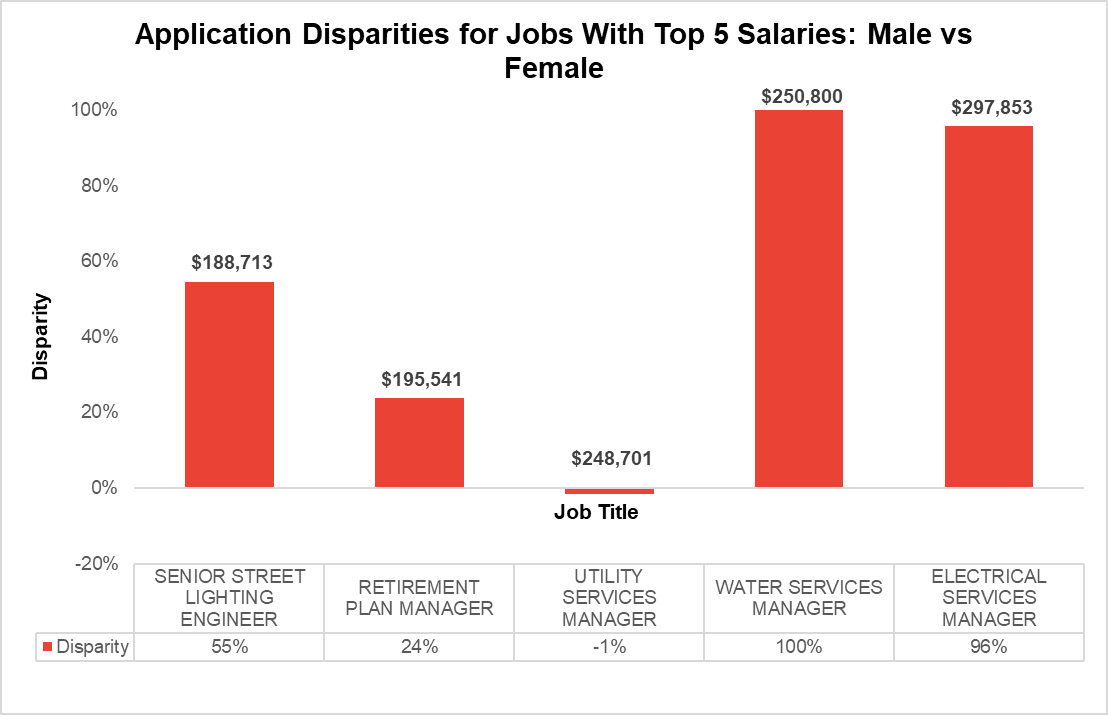 Application Disparities for Jobs With Top 5 Salaries: Male vs
Female
100%
80%
60%
40%
20%
0%
-20%
Disparity
$188,713
$195,541
$248,701
$250,800
$297,853
Job Title
SENIOR STREET
LIGHTING
ENGINEER
RETIREMENT
PLAN MANAGER
UTILITY
SERVICES
MANAGER
WATER SERVICES
MANAGER
ELECTRICAL
SERVICES
MANAGER
Disparity 55% 24% -1% 100% 96%